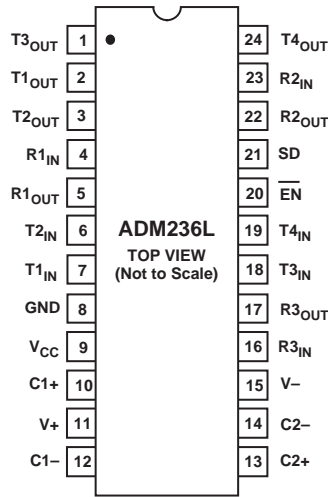 T3OUT 1 24 T4OUT
T1OUT 2 23 R2IN
T2OUT 3 22 R2OUT
R1IN 4 21 SD
R1OUT 5 20 EN
T2IN 6 ADM236L 19 T4IN
TOP VIEW
T1IN 7 (Not to Scale) 18 T3IN
GND 8 17 R3OUT
VCC 9 16 R3IN
C1+ 10 15 V–
V+ 11 14 C2–
C1– 12 13 C2+